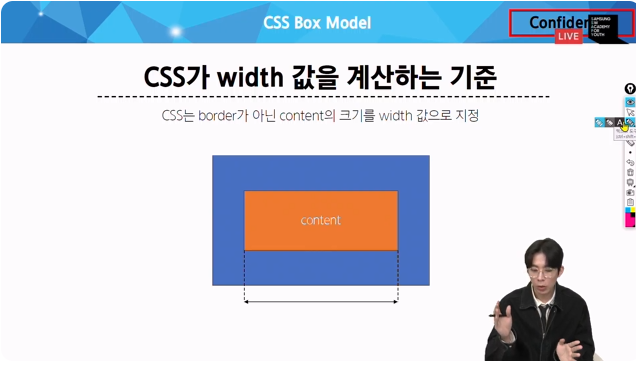 CSS Box Model
Confiden
LIVE
SAMSUNG
SW
ACADEMY
FOR
YOUTH
CSS가 width 값을 계산하는 기준
CSS는 border가 아닌 content의 크기를 width 값으로 지정
content